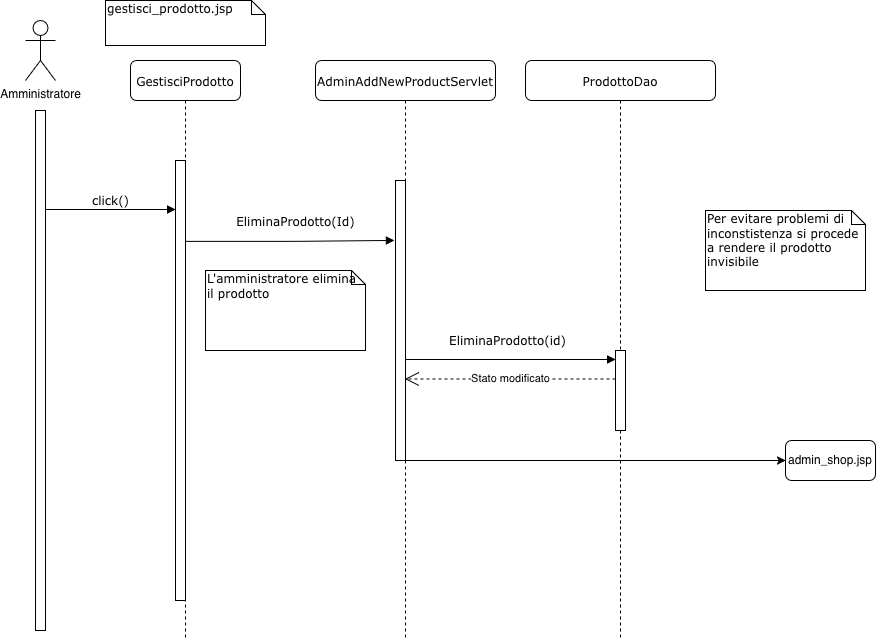 gestisci_prodotto.jsp
Amministratore
GestisciProdotto
AdminAddNewProductServlet
ProdottoDao
click()
EliminaProdotto(Id)
Per evitare problemi di
inconstistenza si procede
a rendere il prodotto
invisibile
L'amministratore elimina
il prodotto
EliminaProdotto(id)
Stato modificato
admin_shop.jsp